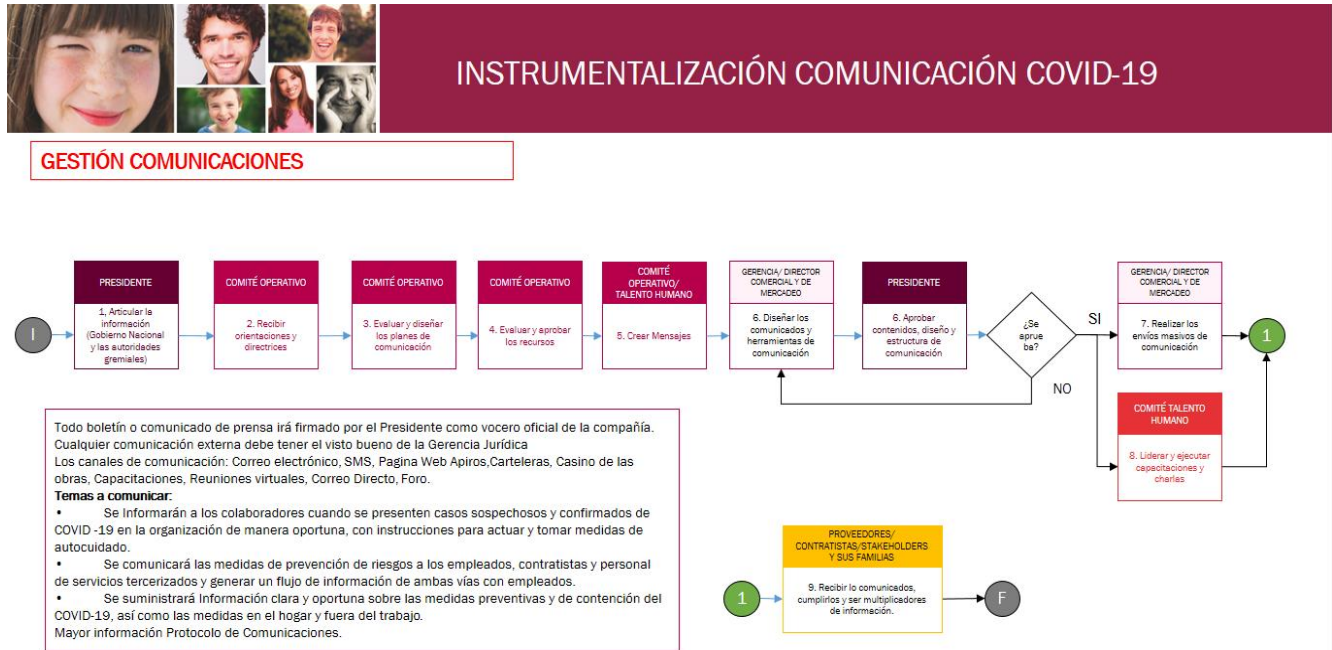 INSTRUMENTALIZACIÓN COMUNICACIÓN COVID-19
GESTIÓN COMUNICACIONES
I
PRESIDENTE
1, Articular la
información
(Gobierno Nacional
y las autoridades
gremiales)
COMITÉ OPERATIVO
2. Recibir
orientaciones y
directrices
COMITÉ OPERATIVO
3. Evaluar y diseñar
los planes de
comunicación
COMITÉ OPERATIVO
4. Evaluar y aprobar
los recursos
COMITÉ
OPERATIVO/
TALENTO HUMANO
5. Crear Mensajes
GERENCIA/ DIRECTOR
COMERCIAL Y DE
MERCADEO
6. Diseñar los
comunicados y
herramientas de
comunicación
PRESIDENTE
6. Aprobar
contenidos, diseño y
estructura de
comunicación
¿Se
aprue
ba?
SI
NO
GERENCIA/ DIRECTOR
COMERCIAL Y DE
MERCADEO
7. Realizar los
envíos masivos de
comunicación
1
COMITÉ TALENTO
HUMANO
8. Liderar y ejecutar
capacitaciones y
charlas
Todo boletín o comunicado de prensa irá firmado por el Presidente como vocero oficial de la compañía.
Cualquier comunicación externa debe tener el visto bueno de la Gerencia Jurídica
Los canales de comunicación: Correo electrónico, SMS, Pagina Web Apiros,Carteleras, Casino de las
obras, Capacitaciones, Reuniones virtuales, Correo Directo, Foro.
Temas a comunicar:
• Se Informarán a los colaboradores cuando se presenten casos sospechosos y confirmados de
COVID -19 en la organización de manera oportuna, con instrucciones para actuar y tomar medidas de
autocuidado.
• Se comunicará las medidas de prevención de riesgos a los empleados, contratistas y personal
de servicios tercerizados y generar un flujo de información de ambas vías con empleados.
• Se suministrará Información clara y oportuna sobre las medidas preventivas y de contención del
COVID-19, así como las medidas en el hogar y fuera del trabajo.
Mayor información Protocolo de Comunicaciones.
1
PROVEEDORES/
CONTRATISTAS/STAKEHOLDERS
Y SUS FAMILIAS
9. Recibir lo comunicados,
cumplirlos y ser multiplicadores
de información.
F